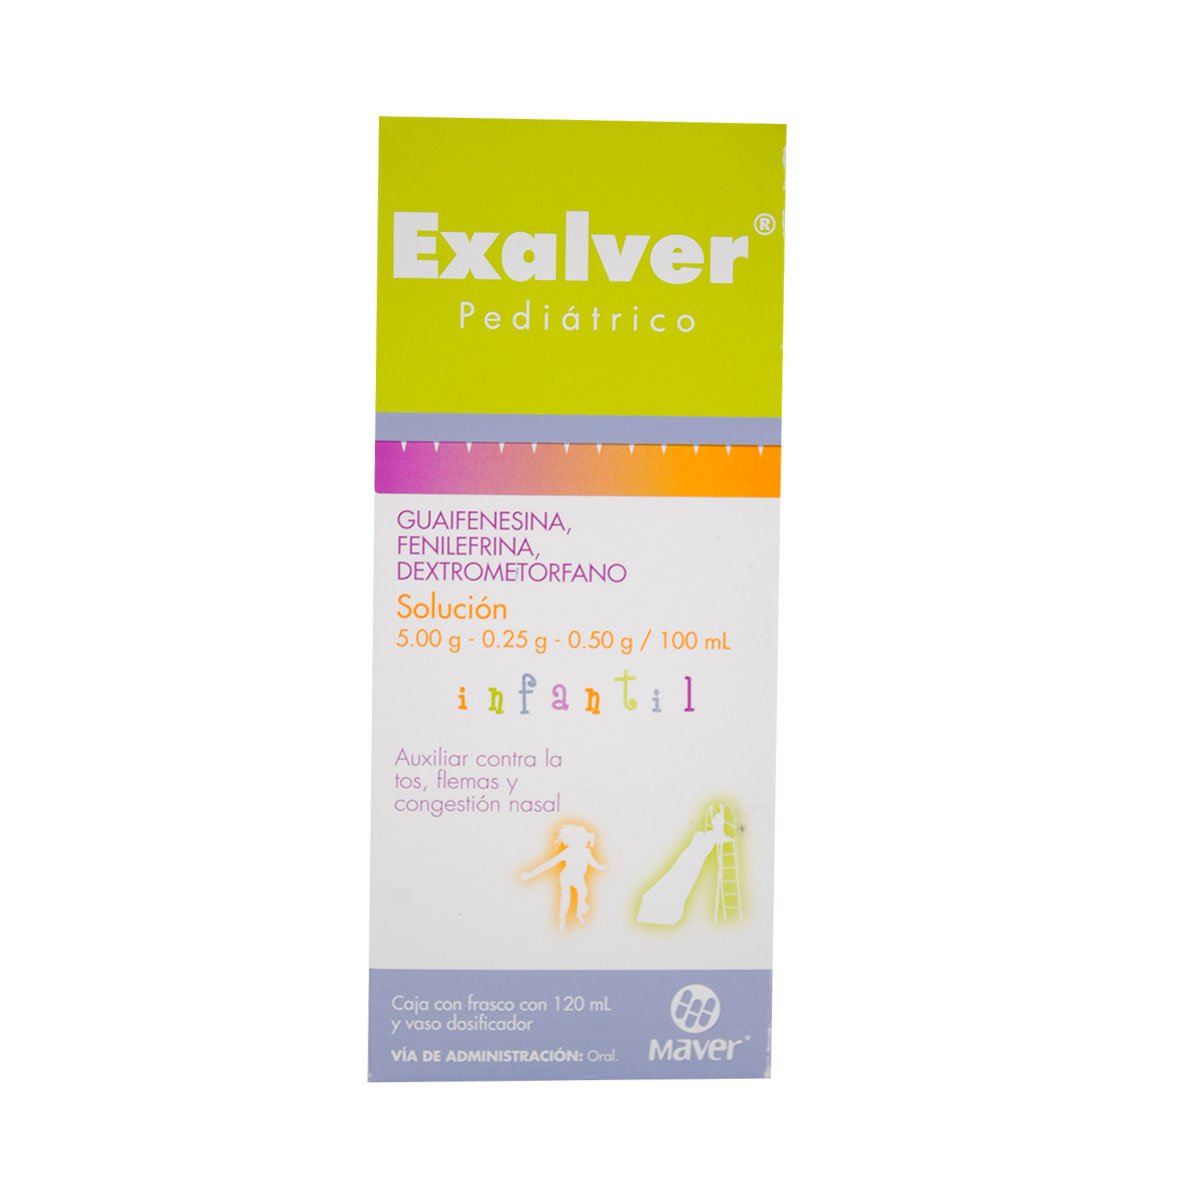 Exalver®
Pediátrico
GUAIFENESINA,
FENILEFRINA,
DEXTROMETORFANO
Solución
5.00 g - 0.25 g - 0.50 g / 100 mL
infantil
Auxiliar contra la
tos, flemas y
congestión nasal
Caja con frasco con 120 mL
y vaso dosificador
VÍA DE ADMINISTRACIÓN: Oral.
Maver*